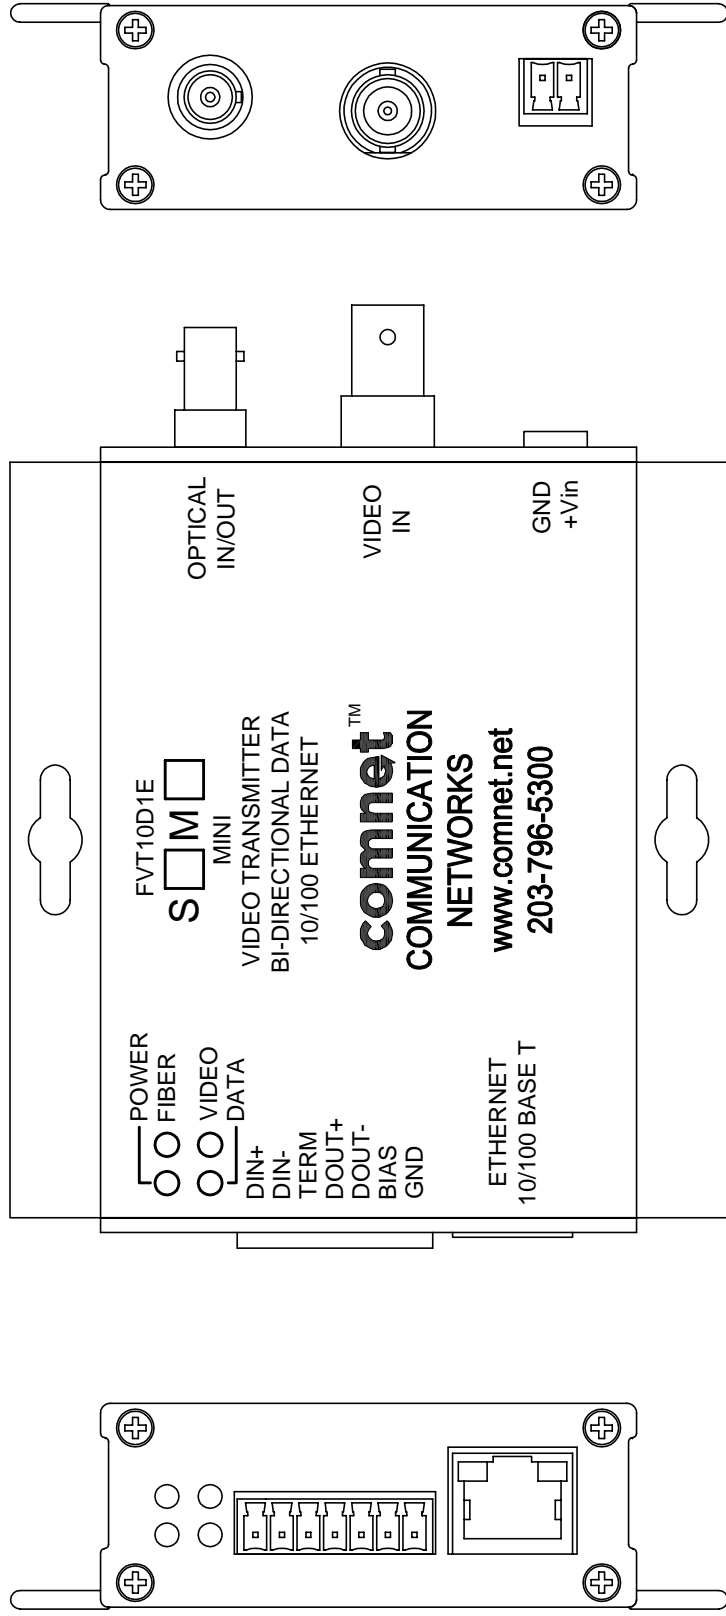 POWER
FIBER
VIDEO
DATA
DIN+
DIN-
TERM
DOUT+
DOUT-
BIAS
GND
ETHERNET
10/100 BASE T
FVT10D1E
S M
MINI
VIDEO TRANSMITTER
BI-DIRECTIONAL DATA
10/100 ETHERNET
comnet™
COMMUNICATION
NETWORKS
www.comnet.net
203-796-5300
OPTICAL
IN/OUT
VIDEO
IN
GND
+Vin